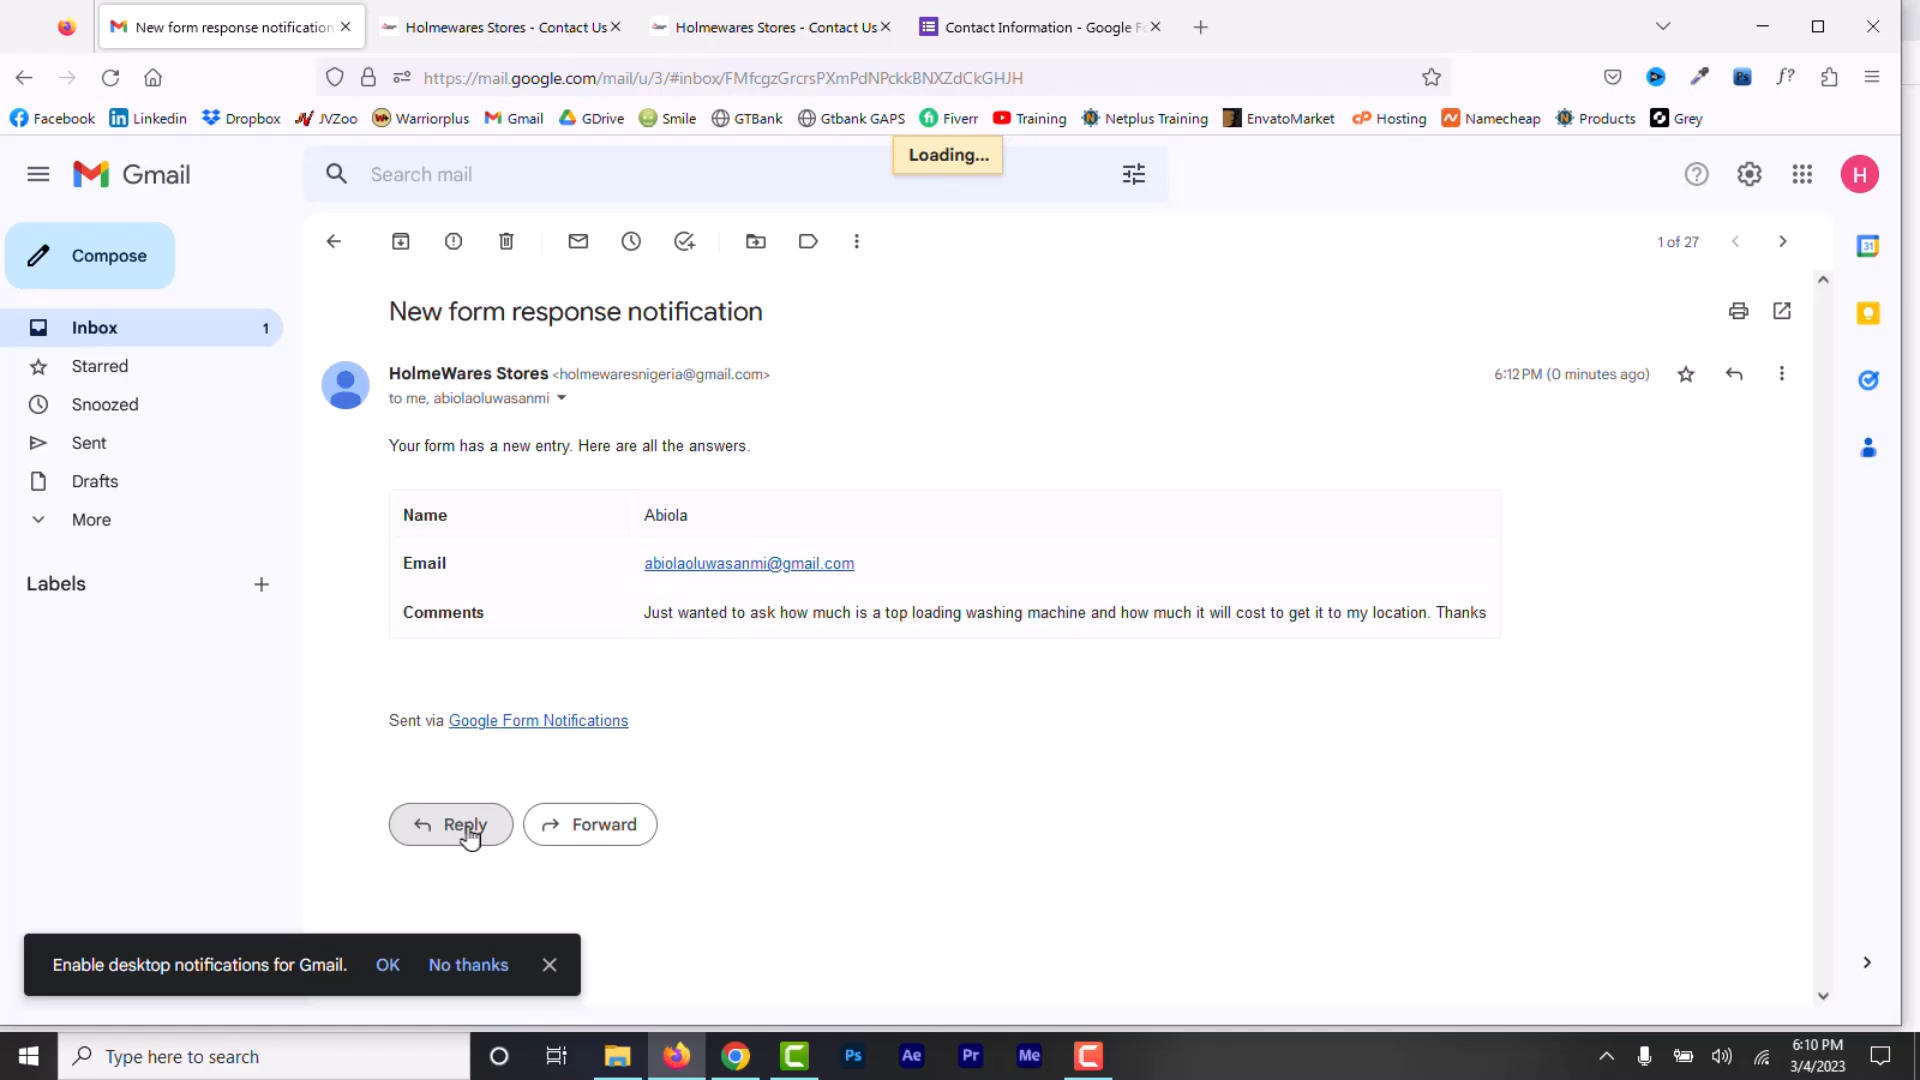 New form response notification
Holmewares Stores - Contact Us
Holmewares Stores - Contact Us
Contact Information - Google Fo
https://mail.google.com/mail/u/3/#inbox/FMfcgzGrcrsPXmPdNPckkBNXZdCkGHJH
Facebook Linkedin Dropbox JVZoo Warriorplus Gmail GDrive Smile GTBank Gtbank GAPS Fiverr Training Netplus Training EnvatoMarket Hosting Namecheap Products Grey
Loading...
Gmail
Search mail
H
Compose
1 of 27
31
Inbox 1
Starred
Snoozed
Sent
Drafts
More
Labels
New form response notification
HolmeWares Stores <holmewaresnigeria@gmail.com>
6:12 PM (0 minutes ago)
to me, abiolaoluwasanmi
Your form has a new entry. Here are all the answers.
Name Abiola
Email abiolaoluwasanmi@gmail.com
Comments Just wanted to ask how much is a top loading washing machine and how much it will cost to get it to my location. Thanks
Sent via Google Form Notifications
Reply Forward
Enable desktop notifications for Gmail. OK No thanks
Type here to search
Ps Ae Pr Me
6:10 PM
3/4/2023